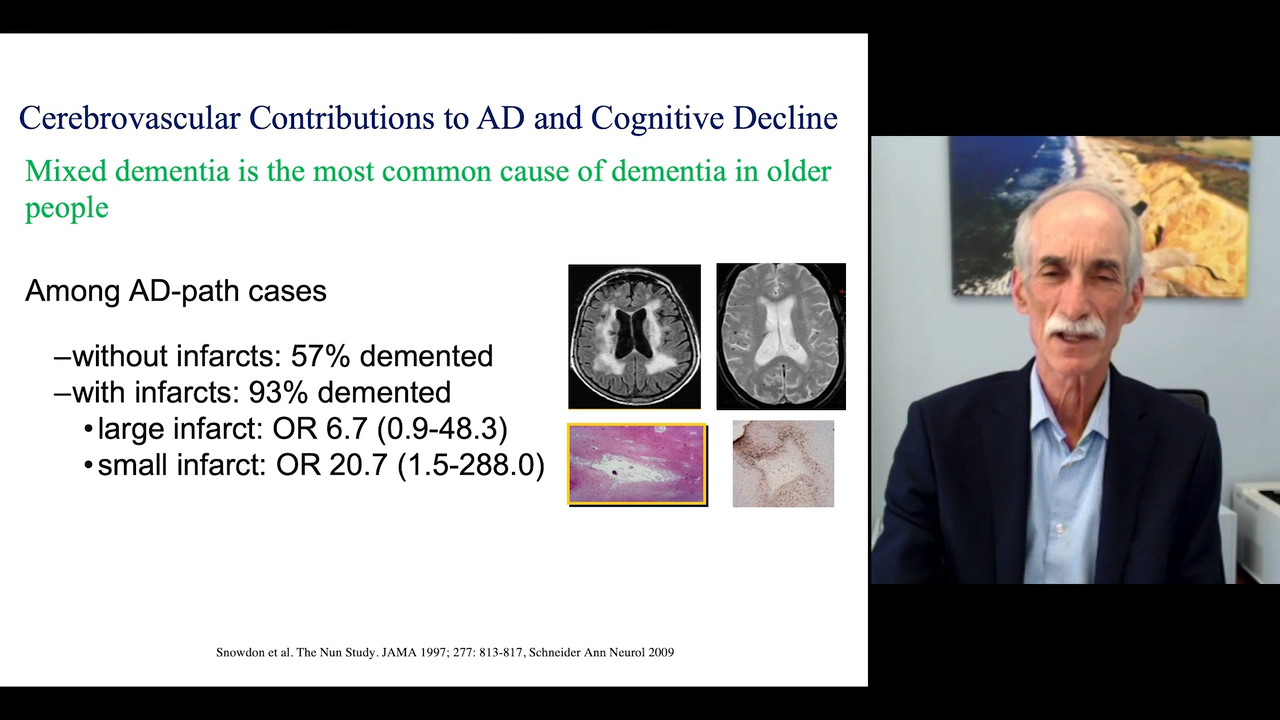 Cerebrovascular Contributions to AD and Cognitive Decline
Mixed dementia is the most common cause of dementia in older
people
Among AD-path cases
–without infarcts: 57% demented
–with infarcts: 93% demented
•large infarct: OR 6.7 (0.9-48.3)
•small infarct: OR 20.7 (1.5-288.0)
Snowdon et al. The Nun Study. JAMA 1997; 277: 813-817, Schneider Ann Neurol 2009